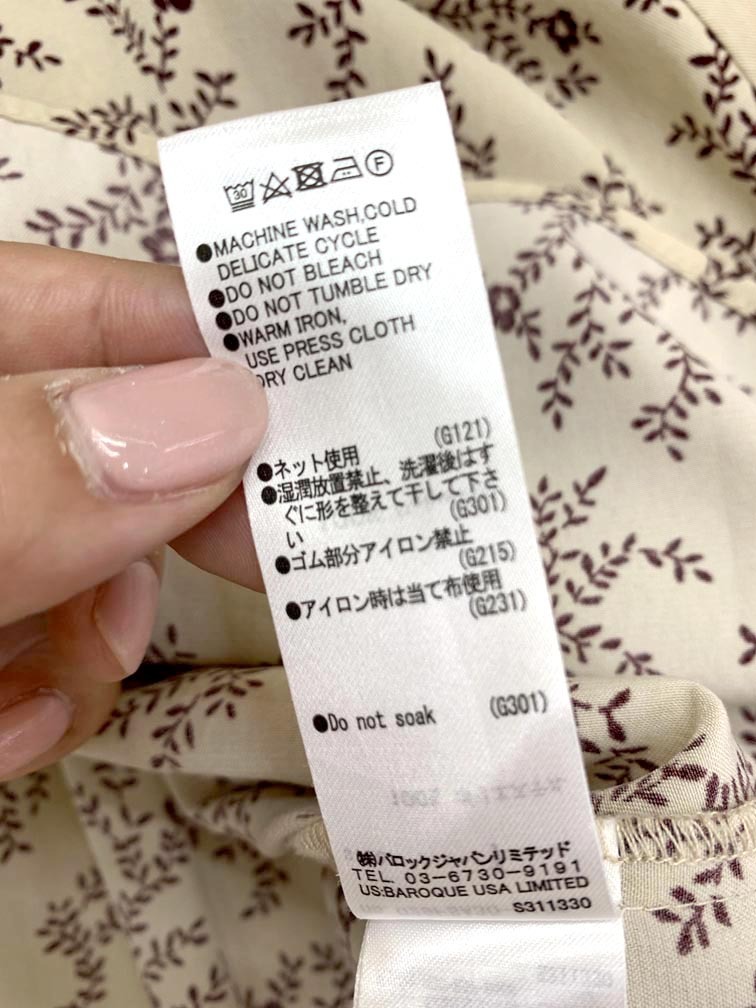 30 F
●MACHINE WASH,COLD
DELICATE CYCLE
●DO NOT BLEACH
●DO NOT TUMBLE DRY
●WARM IRON,
USE PRESS CLOTH
DRY CLEAN
●ネット使用 (G121)
●湿潤放置禁止、洗濯後はす
ぐに形を整えて干して下さ
い (G301)
●ゴム部分アイロン禁止
(G215)
●アイロン時は当て布使用
(G231)
●Do not soak (G301)
㈱バロックジャパンリミテッド
TEL 03-6730-9191
US:BAROQUE USA LIMITED
S311330